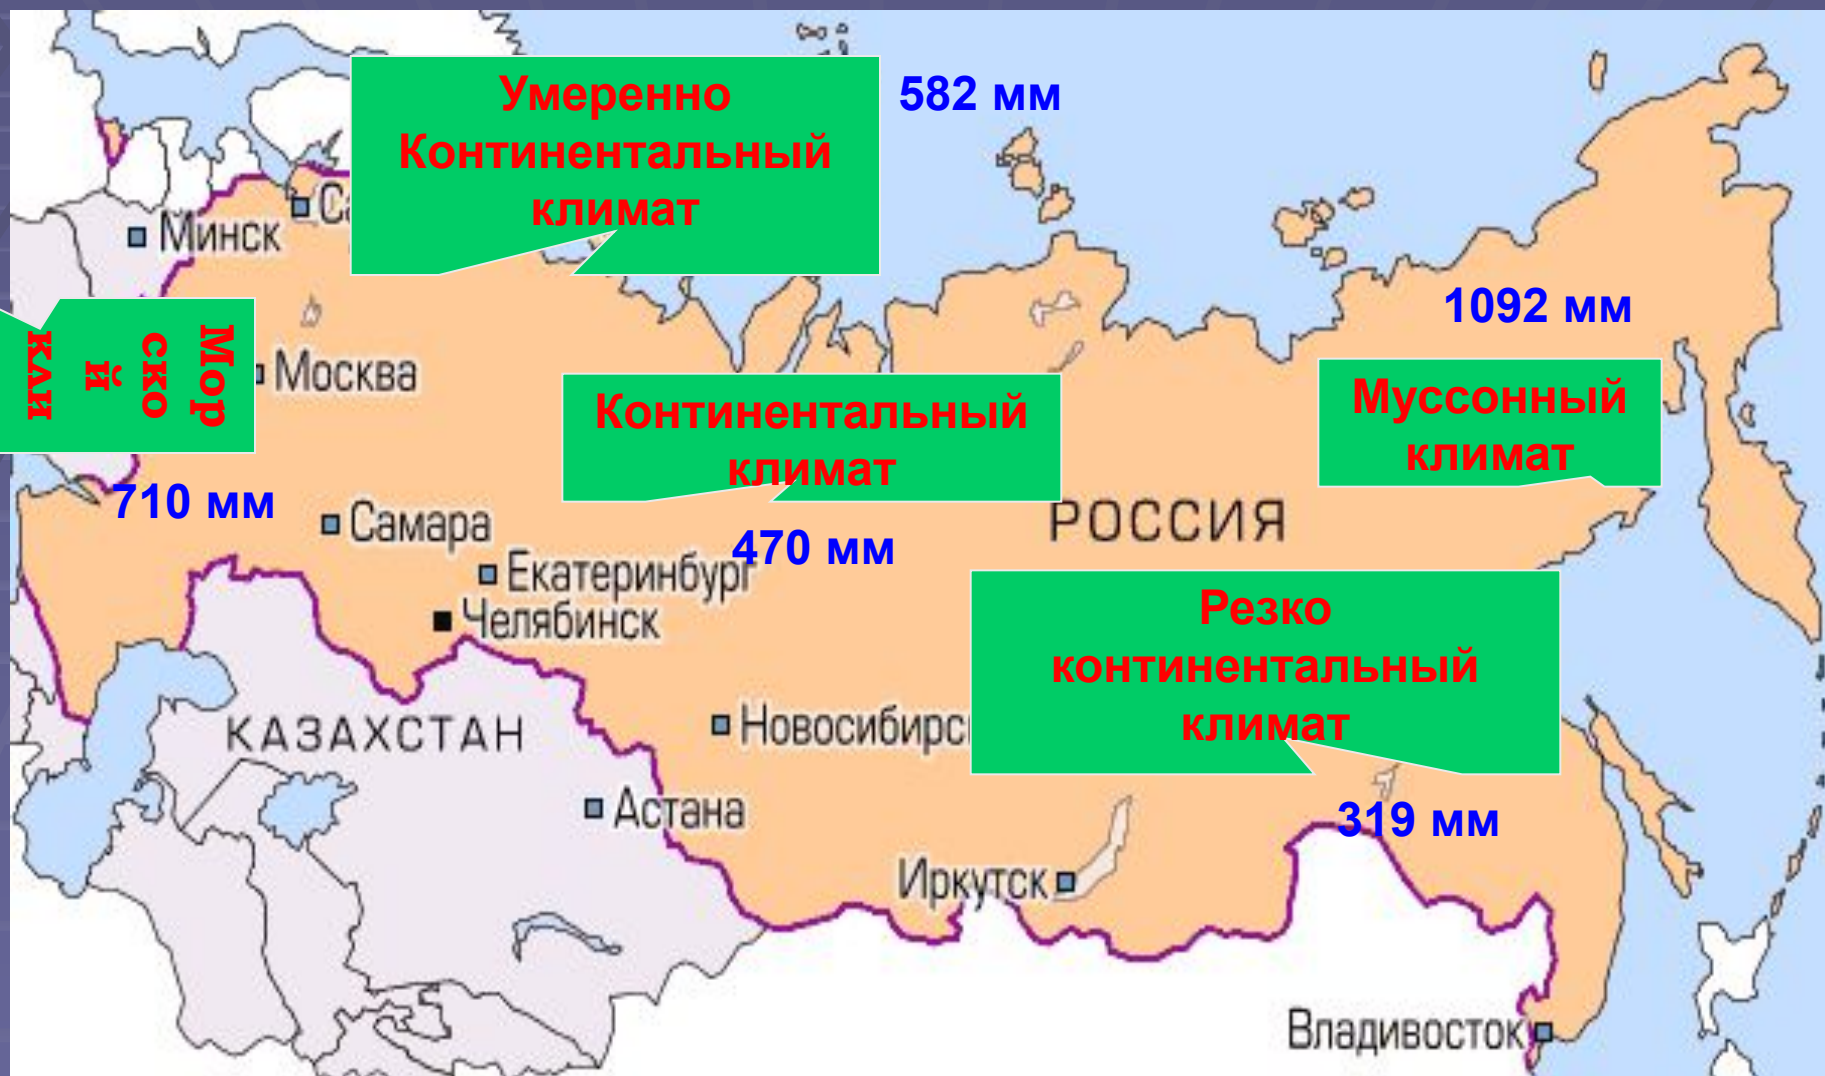 Умеренно
Континентальный
климат
582 мм
Минск
1092 мм
Мор
ско
й
кли
Москва
Континентальный
климат
Муссонный
климат
710 мм
Самара
РОССИЯ
470 мм
Екатеринбург
Челябинск
Резко
континентальный
климат
КАЗАХСТАН
Новосибирс
Астана
319 мм
Иркутск
Владивосток